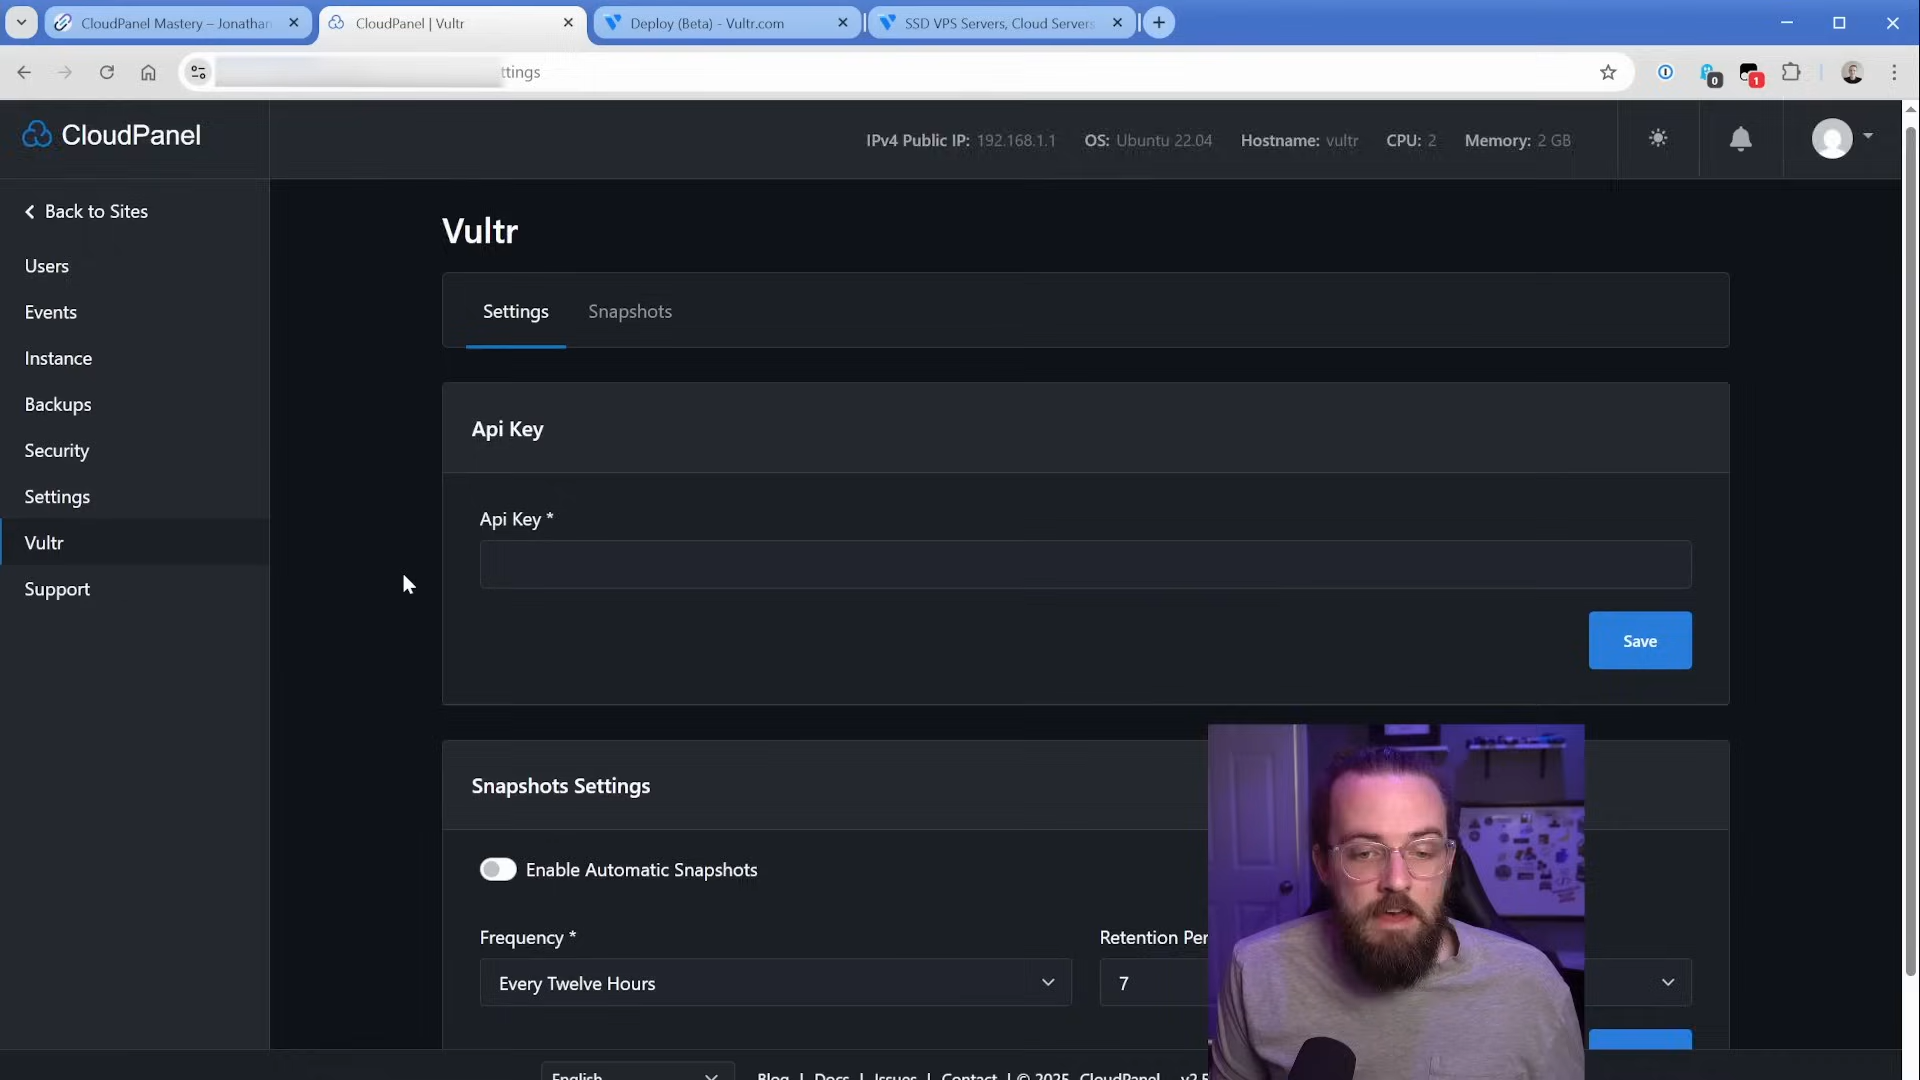 CloudPanel Mastery – Jonathan
CloudPanel | Vultr
Deploy (Beta) - Vultr.com
SSD VPS Servers, Cloud Servers
ttings
0
1
CloudPanel
IPv4 Public IP: 192.168.1.1
OS: Ubuntu 22.04
Hostname: vultr
CPU: 2
Memory: 2 GB
Back to Sites
Users
Events
Instance
Backups
Security
Settings
Vultr
Support
Vultr
Settings
Snapshots
Api Key
Api Key *
Save
Snapshots Settings
Enable Automatic Snapshots
Frequency *
Every Twelve Hours
Retention Per
7
English
Blog | Docs | Issues | Contact | © 2025 CloudPanel